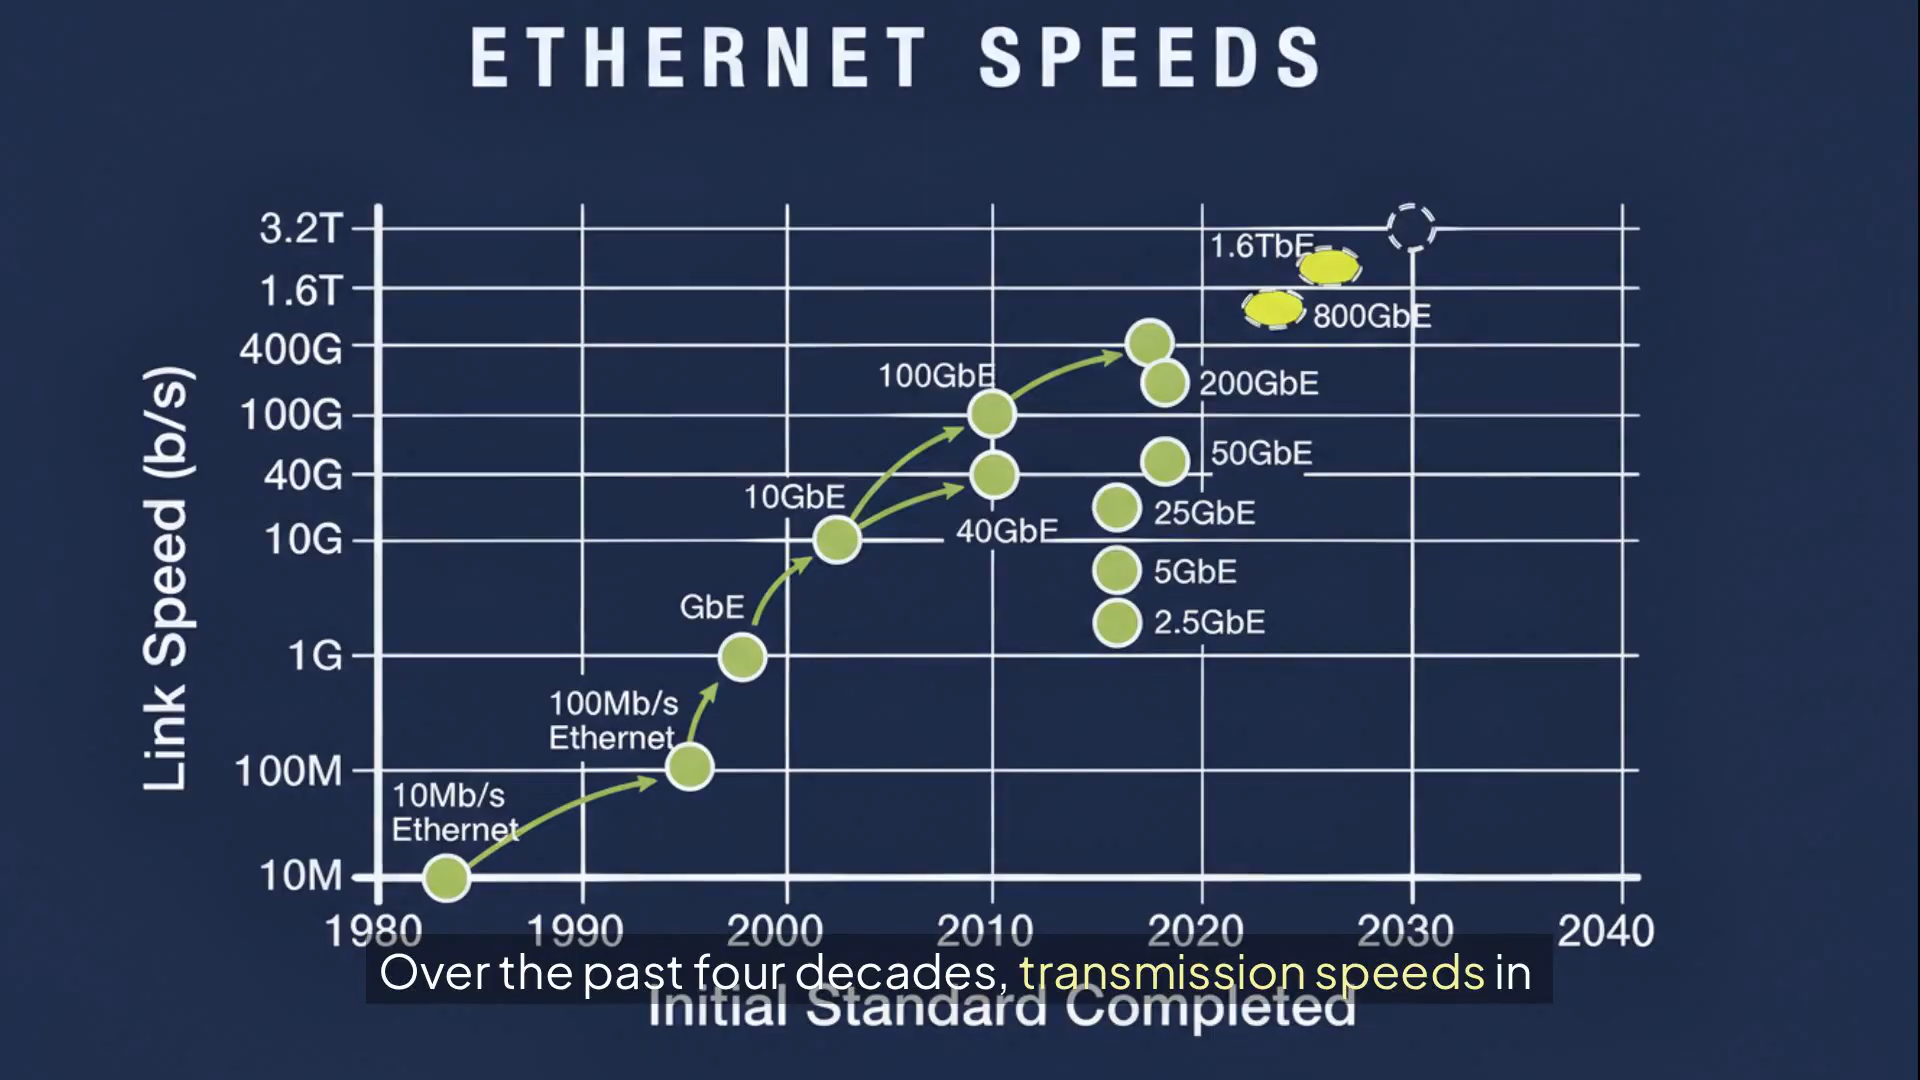 ETHERNET SPEEDS
3.2T
1.6T
400G
100G
40G
10G
1G
100M
10M
Link Speed (b/s)
1.6TbE
800GbE
100GbE
200GbE
50GbE
10GbE
25GbE
40GbE
5GbE
GbE
2.5GbE
100Mb/s
Ethernet
10Mb/s
Ethernet
1980 1990 2000 2010 2020 2030 2040
Over the past four decades, transmission speeds in
Initial Standard Completed